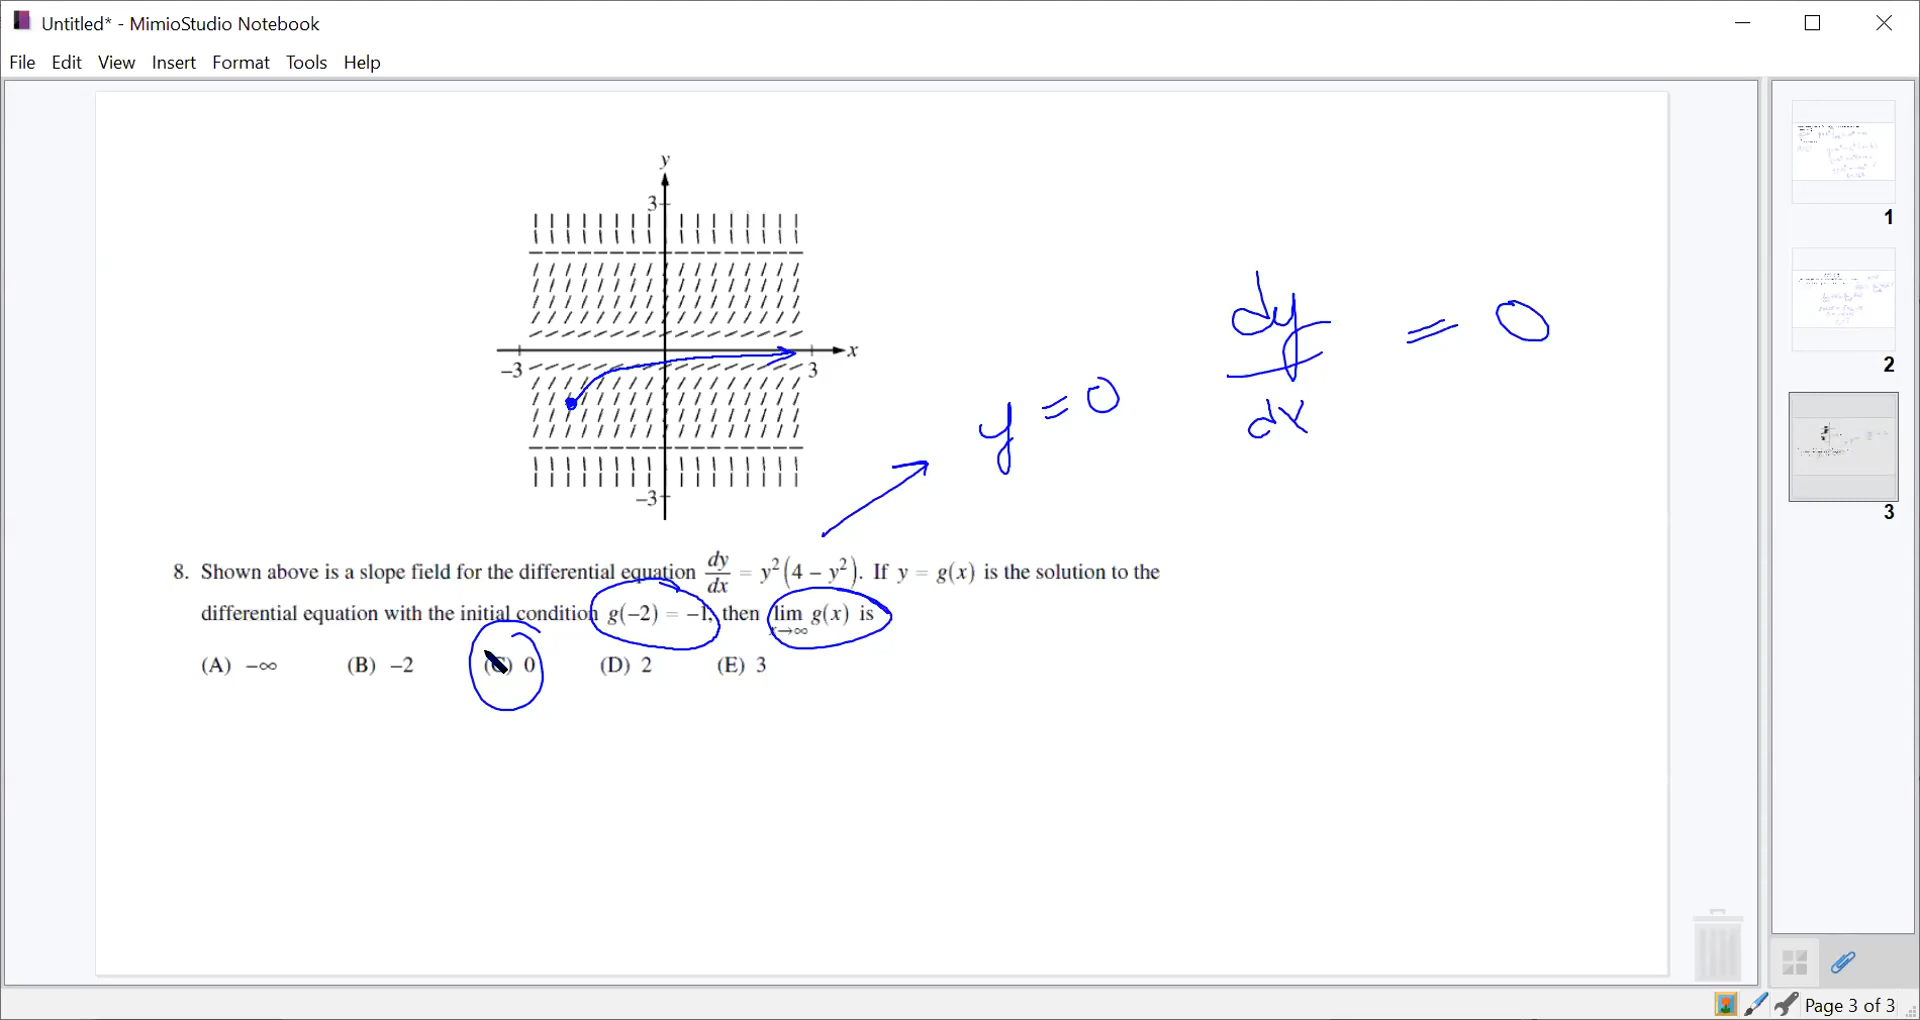 Untitled* - MimioStudio Notebook
File Edit View Insert Format Tools Help
y
3
-3
x
3
-3
dy/dx = 0
y = 0
8. Shown above is a slope field for the differential equation dy/dx = y²(4 − y²). If y = g(x) is the solution to the
differential equation with the initial condition g(−2) = −1, then lim x→∞ g(x) is
(A) −∞ (B) −2 (C) 0 (D) 2 (E) 3
1
2
3
Page 3 of 3